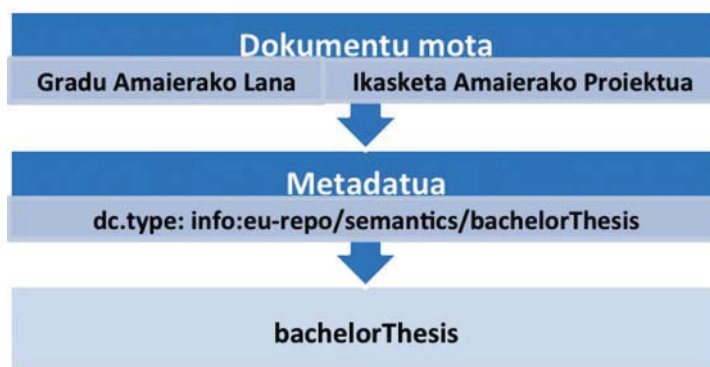 Dokumentu mota
Gradu Amaierako Lana Ikasketa Amaierako Proiektua
Metadatua
dc.type: info:eu-repo/semantics/bachelorThesis
bachelorThesis